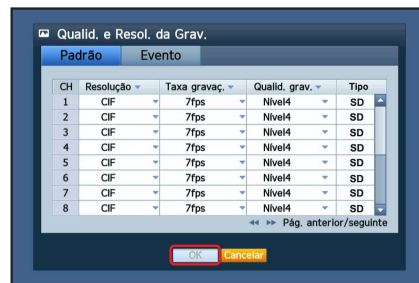 Qualid. e Resol. da Grav.
Padrão Evento
CH Resolução Taxa gravaç. Qualid. grav. Tipo
1 CIF 7fps Nível4 SD
2 CIF 7fps Nível4 SD
3 CIF 7fps Nível4 SD
4 CIF 7fps Nível4 SD
5 CIF 7fps Nível4 SD
6 CIF 7fps Nível4 SD
7 CIF 7fps Nível4 SD
8 CIF 7fps Nível4 SD
Pág. anterior/seguinte
OK Cancelar